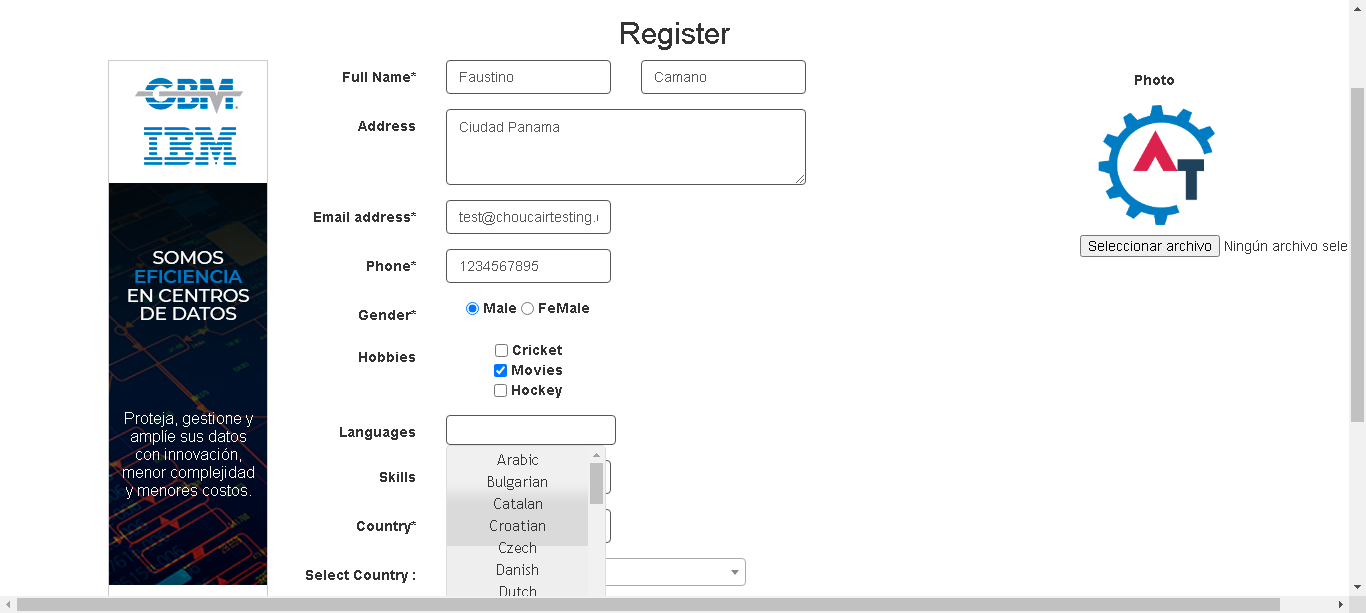 Register
GBM
IBM
SOMOS
EFICIENCIA
EN CENTROS
DE DATOS
Proteja, gestione y
amplíe sus datos
con innovación,
menor complejidad
y menores costos.
Full Name* Faustino Camano
Address Ciudad Panama
Email address* test@choucairtesting.
Phone* 1234567895
Gender* Male FeMale
Hobbies Cricket
Movies
Hockey
Languages
Arabic
Skills Bulgarian
Catalan
Country* Croatian
Czech
Select Country : Danish
Dutch
Photo
AT
Seleccionar archivo Ningún archivo sele